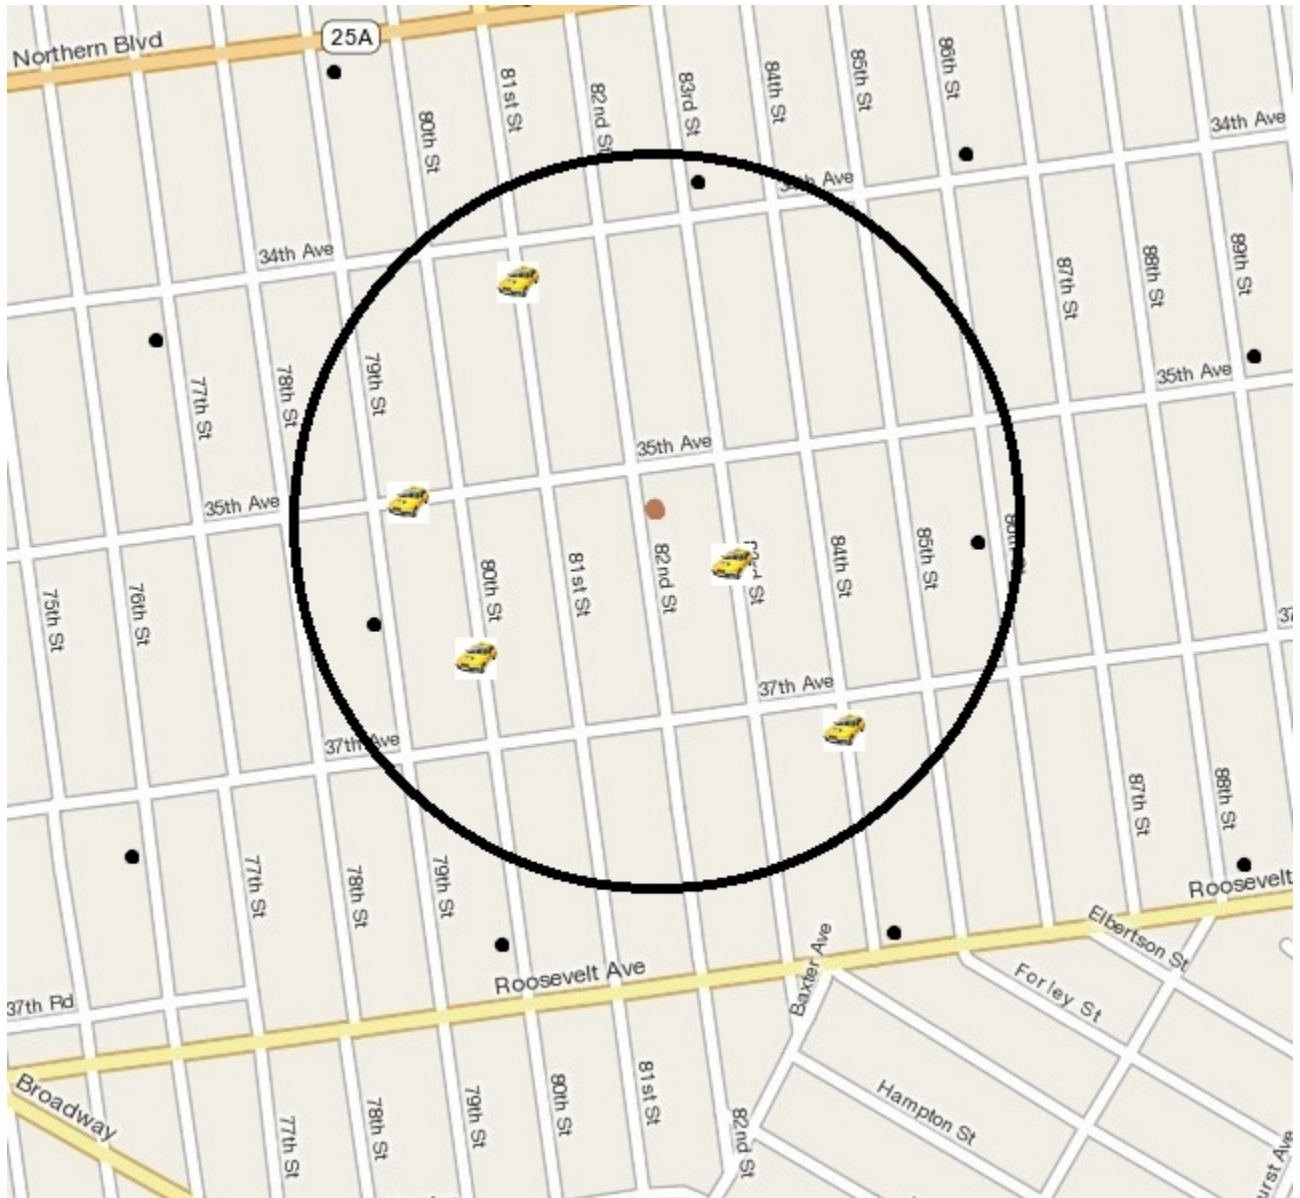 Northern Blvd
25A
80th St
81st St
82nd St
83rd St
84th St
85th St
86th St
34th Ave
34th Ave
34th Ave
77th St
78th St
79th St
87th St
88th St
89th St
35th Ave
35th Ave
35th Ave
75th St
76th St
80th St
81st St
82nd St
St
84th St
85th St
37th Ave
37th Ave
37
77th St
78th St
79th St
87th St
88th St
Roosevelt
Elbertson St
Forley St
Baxter Ave
Roosevelt Ave
37th Rd
Broadway
77th St
78th St
79th St
80th St
81st St
82nd St
Hampton St
urst Ave